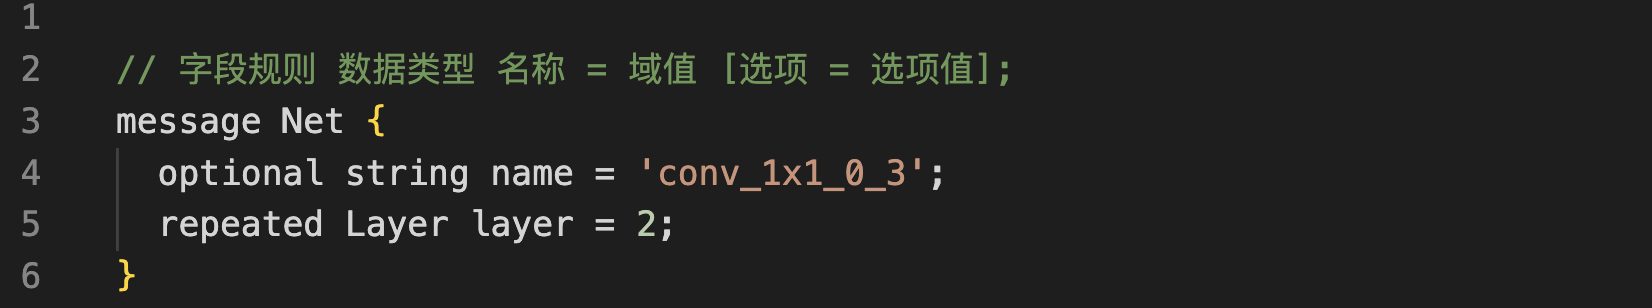 1
2 // 字段规则 数据类型 名称 = 域值 [选项 = 选项值];
3 message Net {
4 optional string name = 'conv_1x1_0_3';
5 repeated Layer layer = 2;
6 }